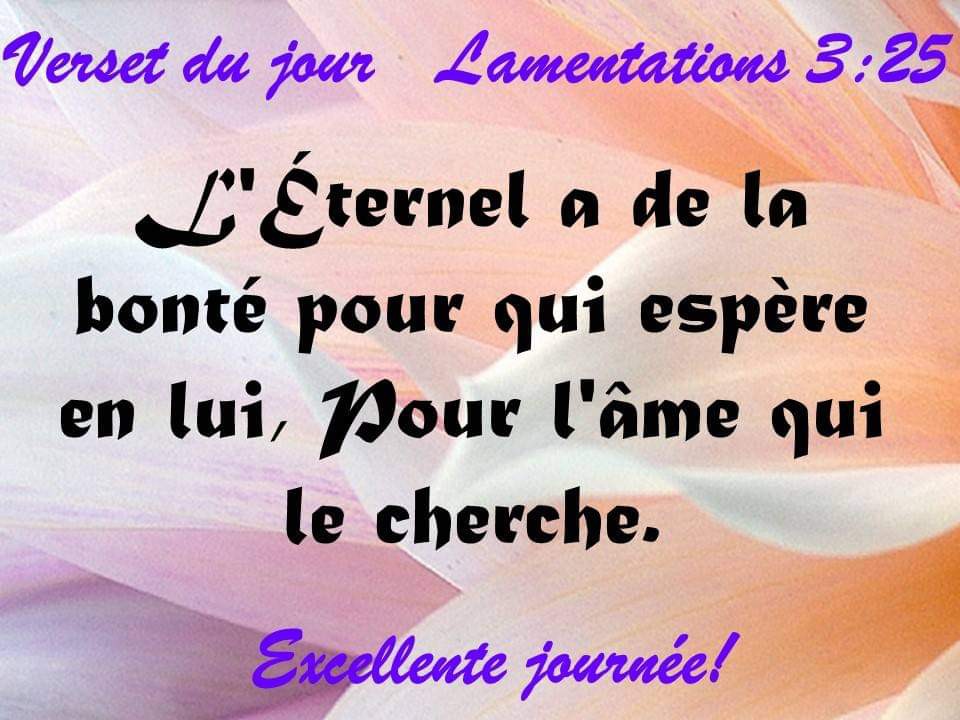 Verset du jour Lamentations 3:25
L'Éternel a de la
bonté pour qui espère
en lui, Pour l'âme qui
le cherche.
Excellente journée!